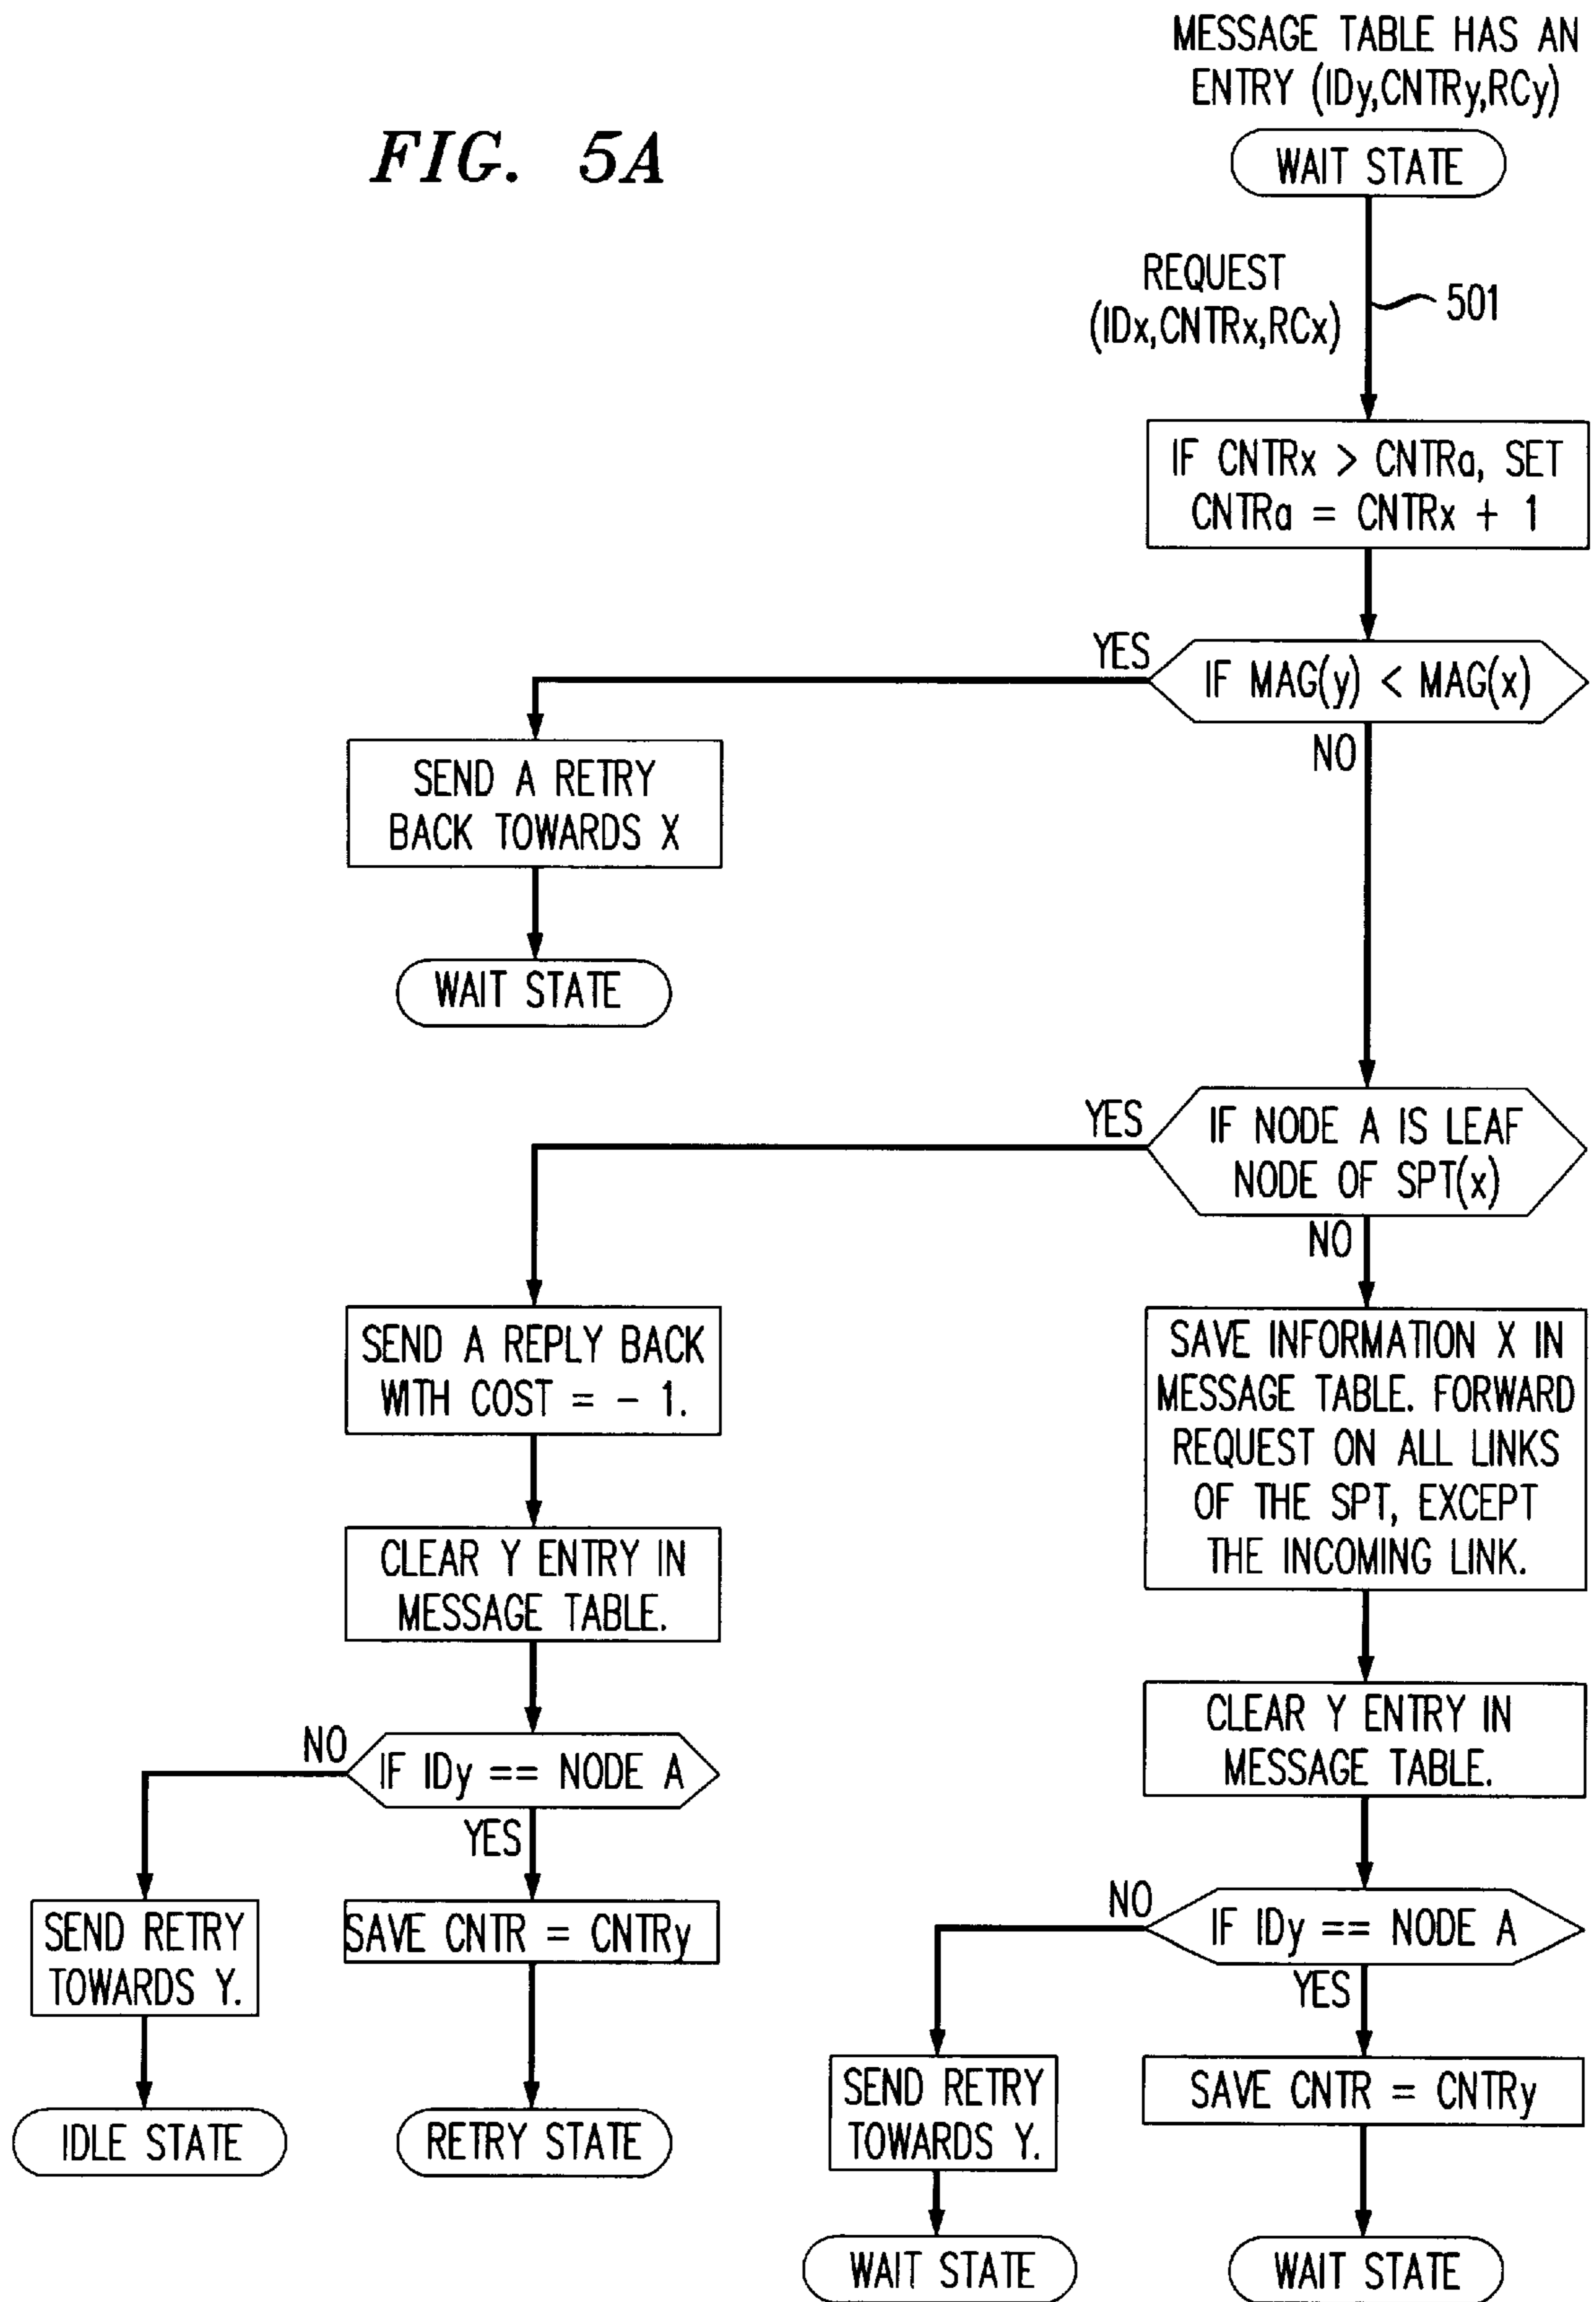 FIG. 5A
MESSAGE TABLE HAS AN
ENTRY (IDy,CNTRy,RCy)
WAIT STATE
REQUEST
(IDx,CNTRx,RCx)
501
IF CNTRx > CNTRa, SET
CNTRa = CNTRx + 1
IF MAG(y) < MAG(x)
YES
NO
SEND A RETRY
BACK TOWARDS X
WAIT STATE
IF NODE A IS LEAF
NODE OF SPT(x)
YES
NO
SEND A REPLY BACK
WITH COST = - 1.
CLEAR Y ENTRY IN
MESSAGE TABLE.
IF IDy == NODE A
NO
YES
SEND RETRY
TOWARDS Y.
IDLE STATE
SAVE CNTR = CNTRy
RETRY STATE
SAVE INFORMATION X IN
MESSAGE TABLE. FORWARD
REQUEST ON ALL LINKS
OF THE SPT, EXCEPT
THE INCOMING LINK.
CLEAR Y ENTRY IN
MESSAGE TABLE.
IF IDy == NODE A
NO
YES
SEND RETRY
TOWARDS Y.
WAIT STATE
SAVE CNTR = CNTRy
WAIT STATE